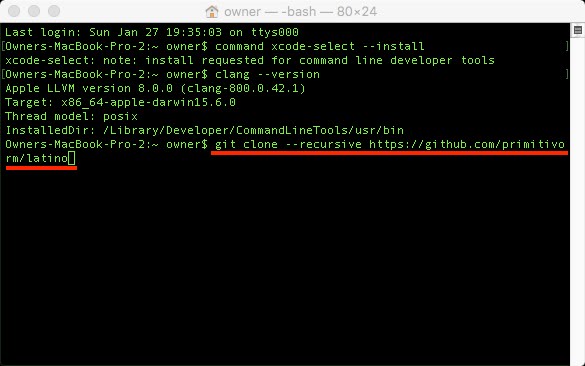 owner — -bash — 80×24
Last login: Sun Jan 27 19:35:03 on ttys000
[Owners-MacBook-Pro-2:~ owner$ command xcode-select --install ]
xcode-select: note: install requested for command line developer tools
[Owners-MacBook-Pro-2:~ owner$ clang --version ]
Apple LLVM version 8.0.0 (clang-800.0.42.1)
Target: x86_64-apple-darwin15.6.0
Thread model: posix
InstalledDir: /Library/Developer/CommandLineTools/usr/bin
Owners-MacBook-Pro-2:~ owner$ git clone --recursive https://github.com/primitivo
rm/latino